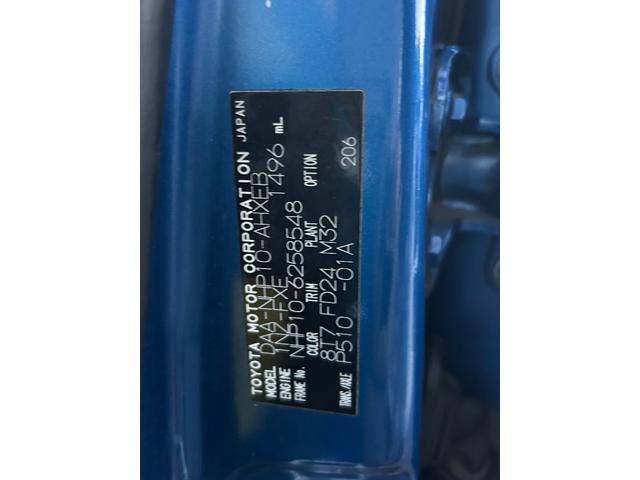 TOYOTA MOTOR CORPORATION JAPAN
MODEL DAA-NHP10-AHXEB
ENGINE 1NZ-FXE 1496 mL
FRAME No. NHP10-6258548
COLOR TRIM PLANT OPTION
8T7 FD24 M32 206
TRANS./AXLE P510 -01A